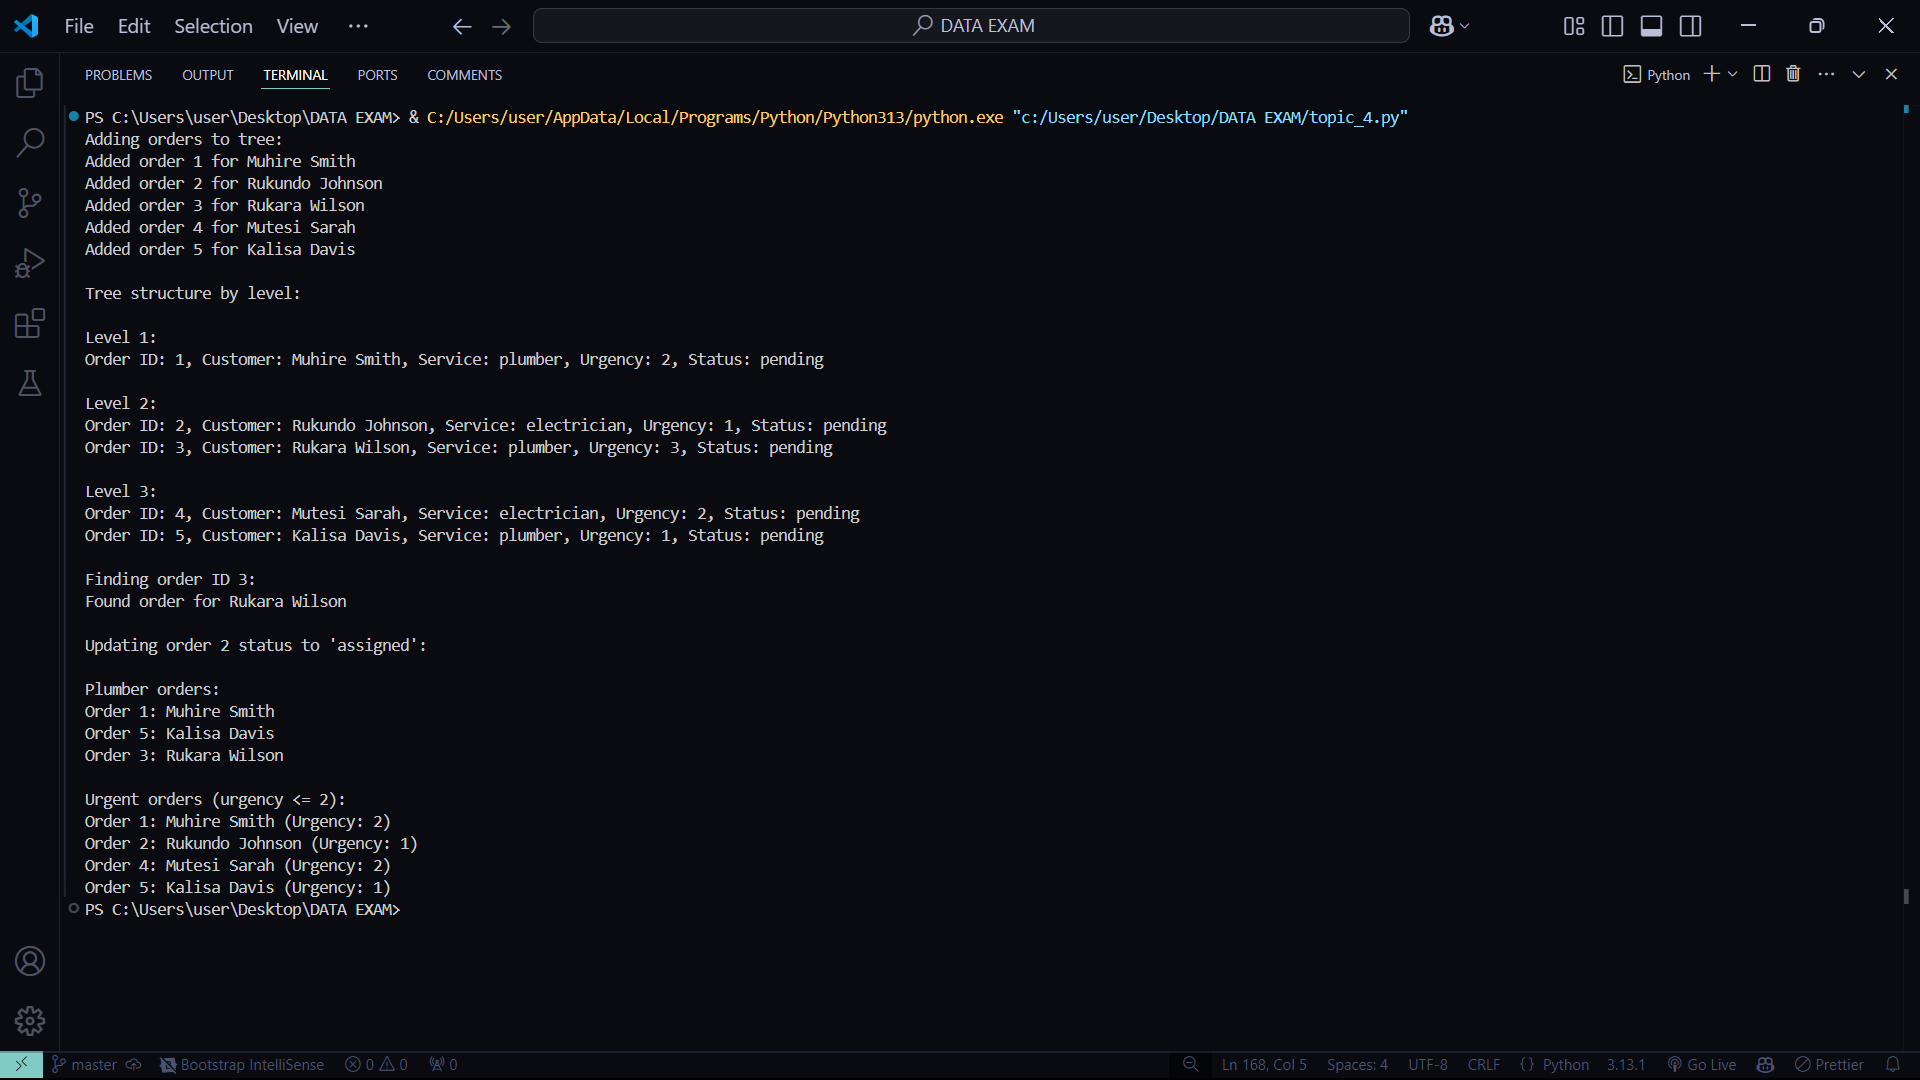 File Edit Selection View ··· DATA EXAM
PROBLEMS OUTPUT TERMINAL PORTS COMMENTS Python
PS C:\Users\user\Desktop\DATA EXAM> & C:/Users/user/AppData/Local/Programs/Python/Python313/python.exe "c:/Users/user/Desktop/DATA EXAM/topic_4.py"
Adding orders to tree:
Added order 1 for Muhire Smith
Added order 2 for Rukundo Johnson
Added order 3 for Rukara Wilson
Added order 4 for Mutesi Sarah
Added order 5 for Kalisa Davis
Tree structure by level:
Level 1:
Order ID: 1, Customer: Muhire Smith, Service: plumber, Urgency: 2, Status: pending
Level 2:
Order ID: 2, Customer: Rukundo Johnson, Service: electrician, Urgency: 1, Status: pending
Order ID: 3, Customer: Rukara Wilson, Service: plumber, Urgency: 3, Status: pending
Level 3:
Order ID: 4, Customer: Mutesi Sarah, Service: electrician, Urgency: 2, Status: pending
Order ID: 5, Customer: Kalisa Davis, Service: plumber, Urgency: 1, Status: pending
Finding order ID 3:
Found order for Rukara Wilson
Updating order 2 status to 'assigned':
Plumber orders:
Order 1: Muhire Smith
Order 5: Kalisa Davis
Order 3: Rukara Wilson
Urgent orders (urgency <= 2):
Order 1: Muhire Smith (Urgency: 2)
Order 2: Rukundo Johnson (Urgency: 1)
Order 4: Mutesi Sarah (Urgency: 2)
Order 5: Kalisa Davis (Urgency: 1)
PS C:\Users\user\Desktop\DATA EXAM>
master Bootstrap IntelliSense 0 0 0 Ln 168, Col 5 Spaces: 4 UTF-8 CRLF {} Python 3.13.1 Go Live Prettier